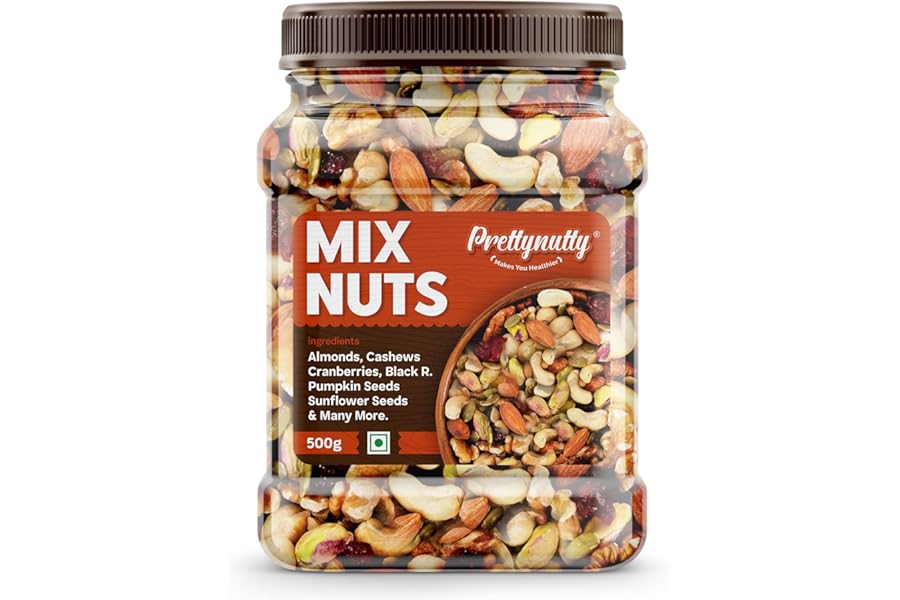 MIX
NUTS
Prettynutty®
Makes You Healthier
ingredients
Almonds, Cashews
Cranberries, Black R.
Pumpkin Seeds
Sunflower Seeds
& Many More.
500g